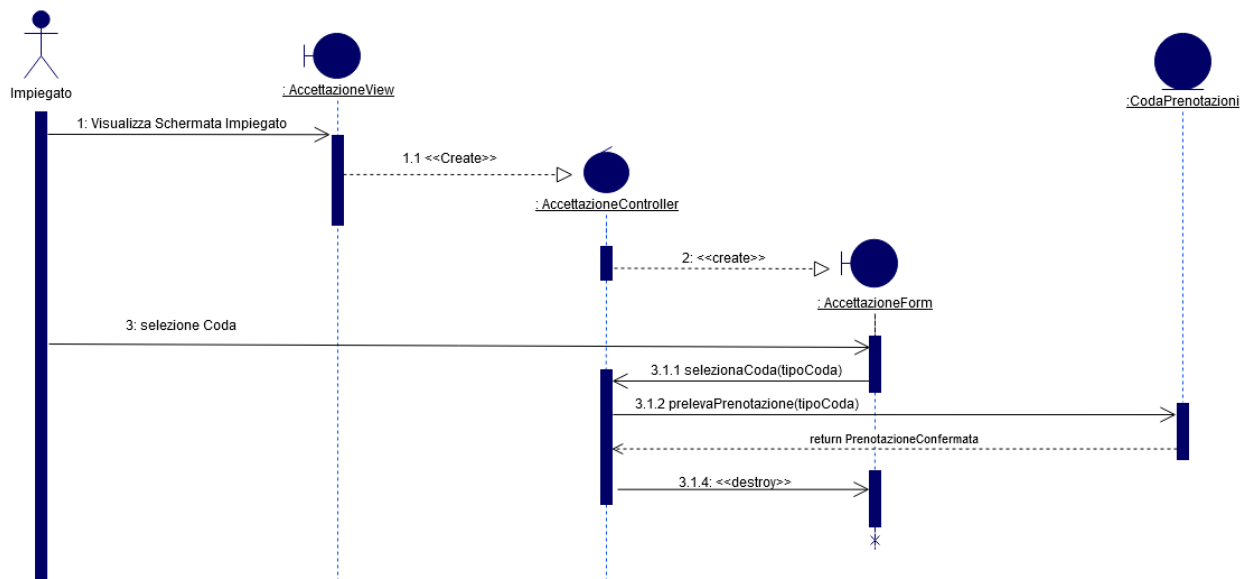 Impiegato
: AccettazioneView
:CodaPrenotazioni
1: Visualizza Schermata Impiegato
1.1 <<Create>>
: AccettazioneController
2: <<create>>
: AccettazioneForm
3: selezione Coda
3.1.1 selezionaCoda(tipoCoda)
3.1.2 prelevaPrenotazione(tipoCoda)
return PrenotazioneConfermata
3.1.4: <<destroy>>